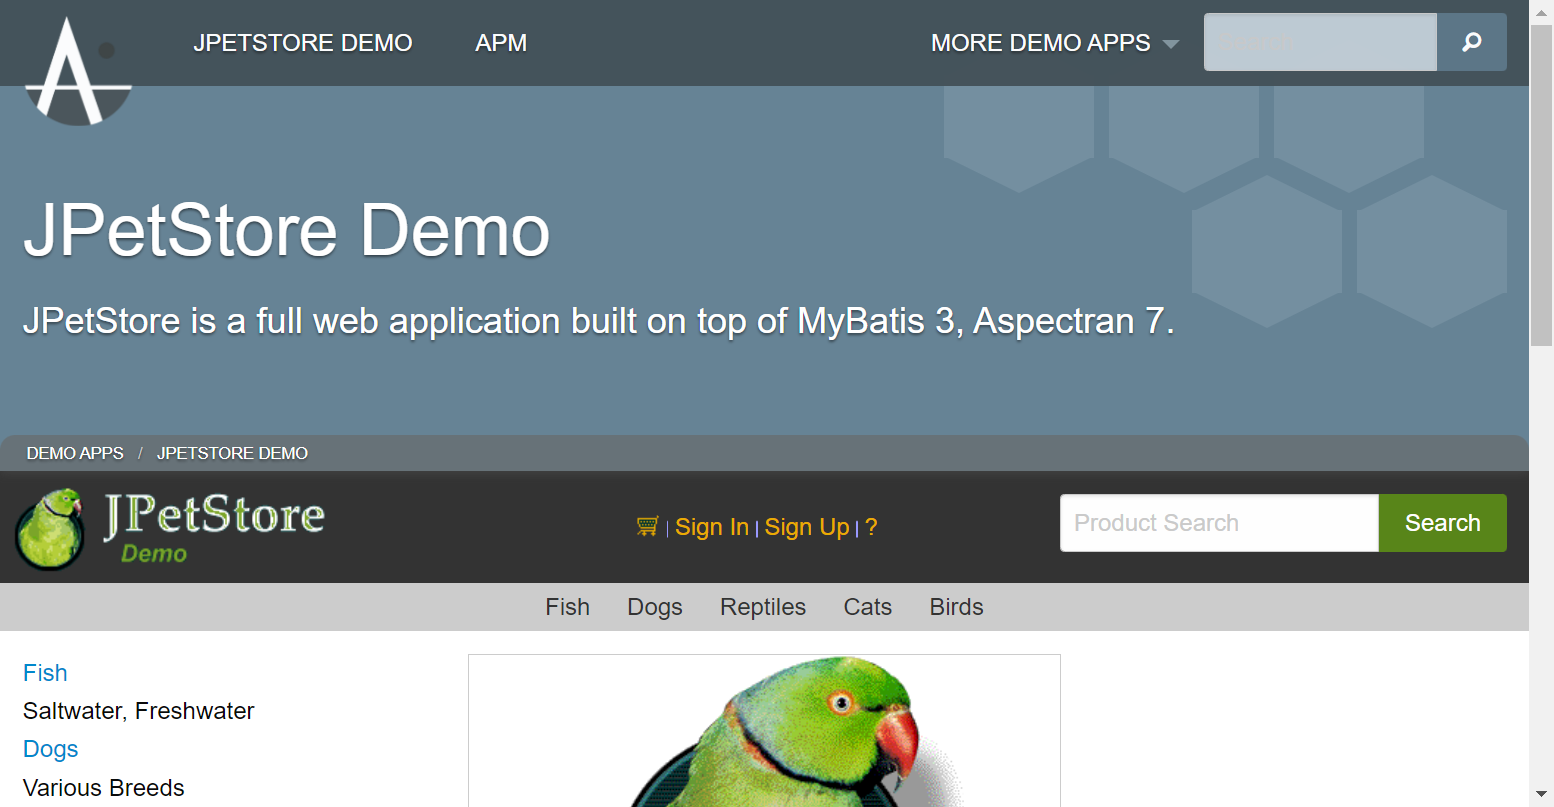 JPETSTORE DEMO APM MORE DEMO APPS
JPetStore Demo
JPetStore is a full web application built on top of MyBatis 3, Aspectran 7.
DEMO APPS / JPETSTORE DEMO
JPetStore
Demo
| Sign In | Sign Up | ?
Product Search Search
Fish Dogs Reptiles Cats Birds
Fish
Saltwater, Freshwater
Dogs
Various Breeds